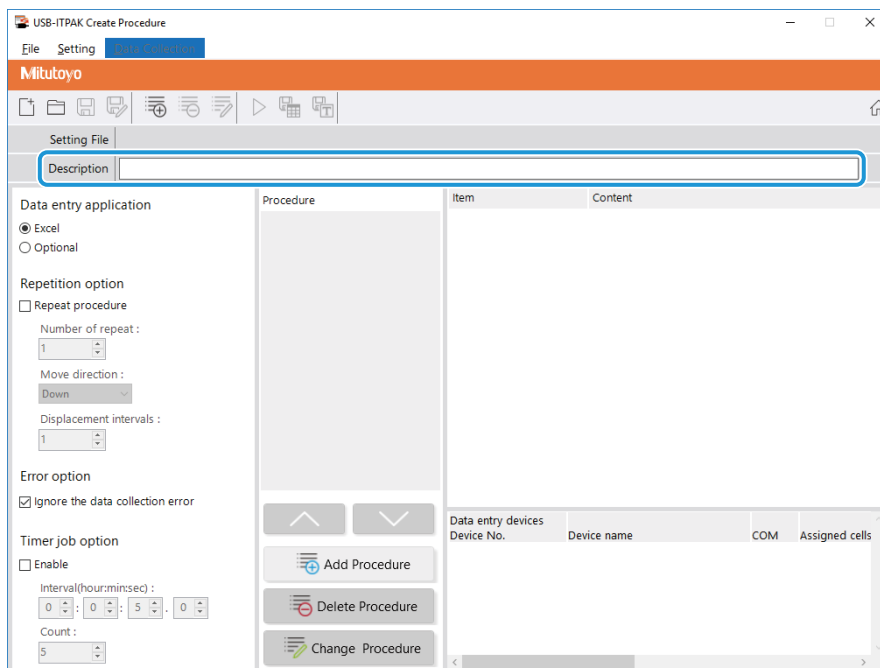 USB-ITPAK Create Procedure
File Setting Data Collection
Mitutoyo
Setting File
Description
Data entry application
Excel
Optional
Repetition option
Repeat procedure
Number of repeat :
1
Move direction :
Down
Displacement intervals :
1
Error option
Ignore the data collection error
Timer job option
Enable
Interval(hour:min:sec) :
0 : 0 : 5 . 0
Count :
5
Procedure
Add Procedure
Delete Procedure
Change Procedure
Item Content
Data entry devices
Device No. Device name COM Assigned cells